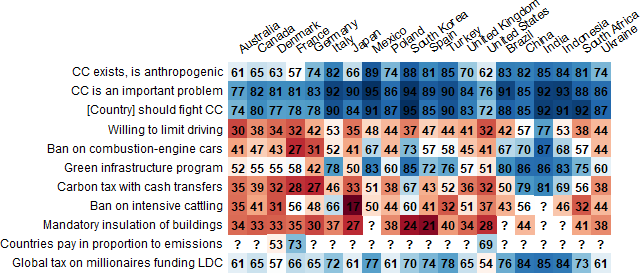 Australia Canada Denmark France Germany Italy Japan Mexico Poland South Korea Spain Turkey United Kingdom United States Brazil China India Indonesia South Africa Ukraine
CC exists, is anthropogenic 61 65 63 57 74 82 66 89 74 88 81 85 70 62 83 82 85 84 81 74
CC is an important problem 77 82 81 81 83 92 90 95 86 94 89 90 84 76 91 85 92 93 88 86
[Country] should fight CC 74 80 77 78 78 90 84 91 87 95 85 90 83 72 88 85 92 91 92 87
Willing to limit driving 30 38 34 32 42 53 35 48 44 37 47 44 41 32 42 57 77 53 38 44
Ban on combustion-engine cars 41 47 43 27 31 52 41 67 44 73 57 58 45 41 67 70 87 68 57 44
Green infrastructure program 52 55 55 58 42 78 50 83 60 85 72 76 57 51 80 86 86 83 75 60
Carbon tax with cash transfers 35 39 32 28 27 46 33 51 38 67 43 52 36 32 50 79 81 69 56 38
Ban on intensive cattling 35 41 31 56 48 66 17 50 44 60 41 32 51 37 43 54 ? 46 32 44
Mandatory insulation of buildings 34 33 35 30 37 37 27 ? 38 24 21 40 34 28 ? 44 ? ? 41 38
Countries pay in proportion to emissions ? ? 53 73 ? ? ? ? ? ? ? ? ? 69 ? ? ? ? ? ?
Global tax on millionaires funding LDC 61 65 57 66 65 72 61 77 61 70 74 78 65 54 76 84 85 84 73 61